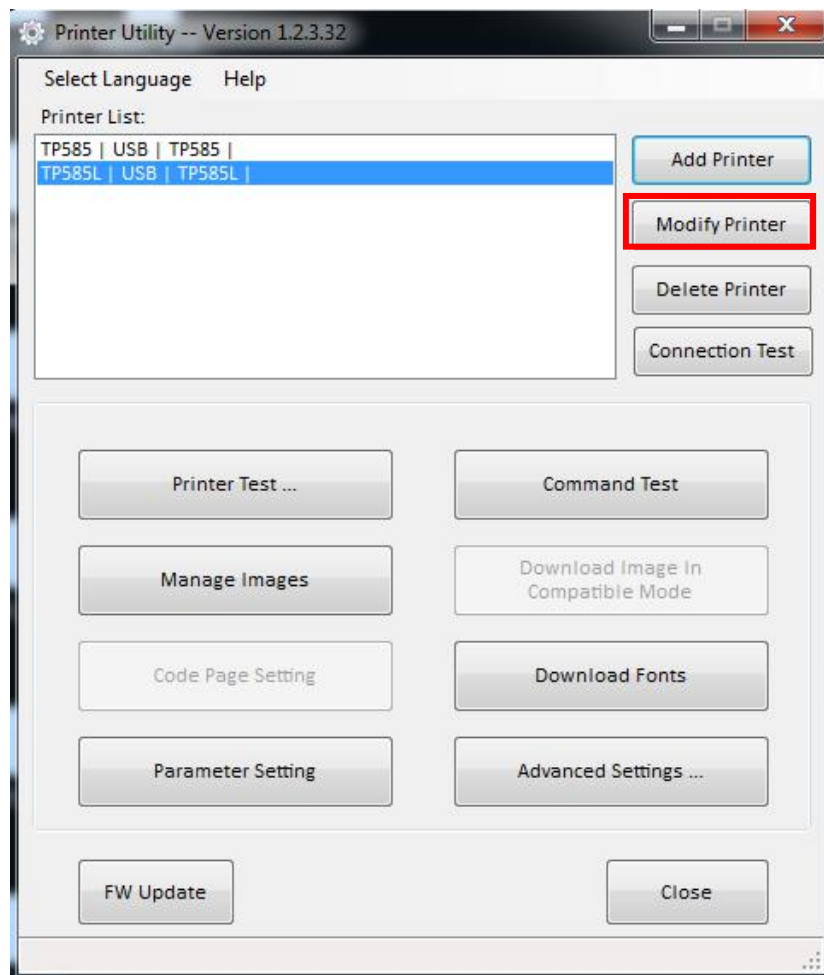 Printer Utility -- Version 1.2.3.32
Select Language Help
Printer List:
TP585 | USB | TP585 |
TP585L | USB | TP585L |
Add Printer
Modify Printer
Delete Printer
Connection Test
Printer Test ...
Command Test
Manage Images
Download Image In
Compatible Mode
Code Page Setting
Download Fonts
Parameter Setting
Advanced Settings ...
FW Update
Close